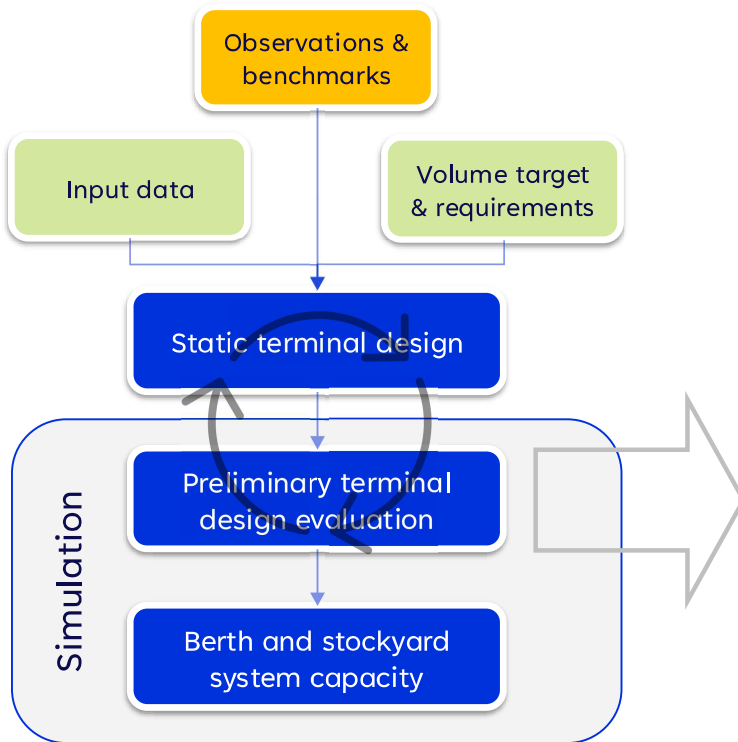 Observations &
benchmarks
Input data
Volume target
& requirements
Static terminal design
Simulation
Preliminary terminal
design evaluation
Berth and stockyard
system capacity